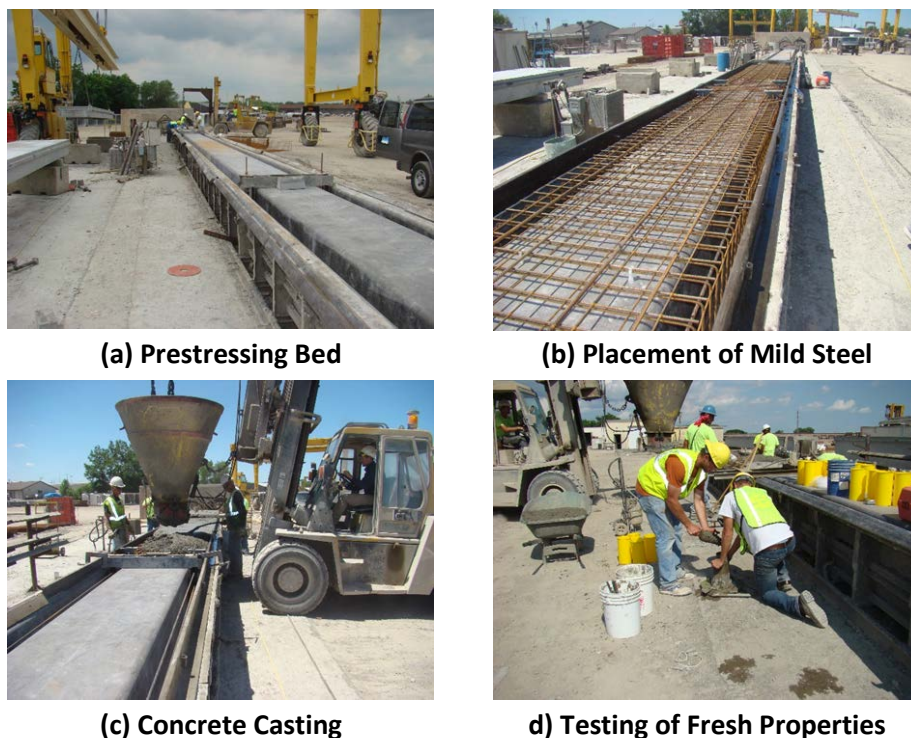 (a) Prestressing Bed
(b) Placement of Mild Steel
(c) Concrete Casting
d) Testing of Fresh Properties